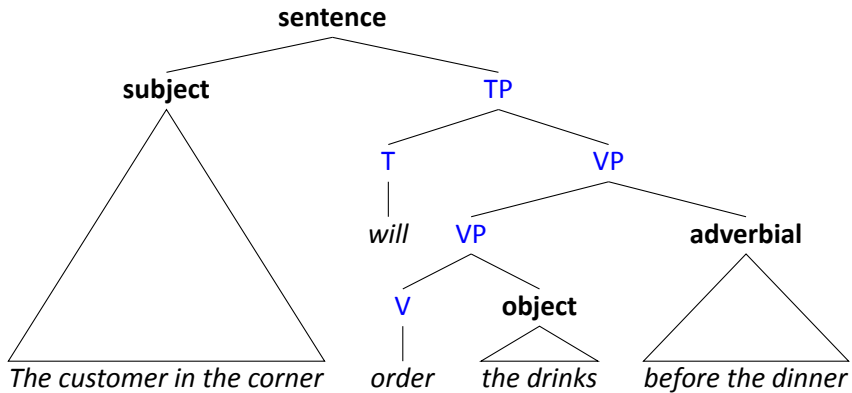 sentence
subject TP
T VP
will VP adverbial
V object
The customer in the corner order the drinks before the dinner